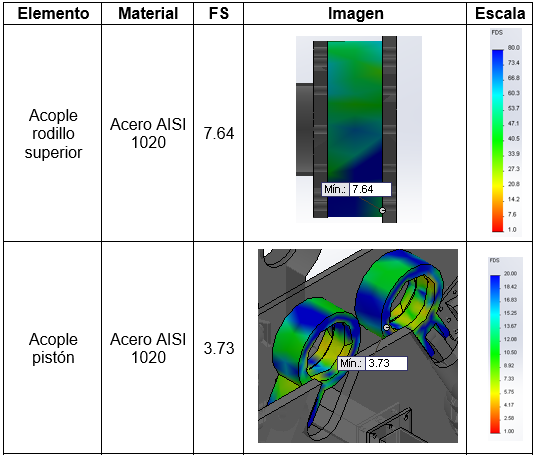 Elemento Material FS Imagen Escala
Acople
rodillo
superior
Acero AISI
1020
7.64
Mín.: 7.64
FDS
80.0
73.4
66.8
60.3
53.7
47.1
40.5
33.9
27.3
20.8
14.2
7.6
1.0
Acople
pistón
Acero AISI
1020
3.73
Mín.: 3.73
FDS
20.00
18.42
16.83
15.25
13.67
12.08
10.50
8.92
7.33
5.75
4.17
2.58
1.00